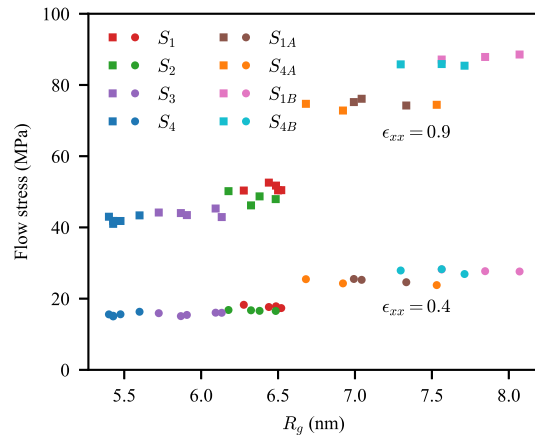 100
80
60
40
20
0
Flow stress (MPa)
S₁ S₁A
S₂ S₄A
S₃ S₁B
S₄ S₄B
ϵₓₓ = 0.9
ϵₓₓ = 0.4
5.5 6.0 6.5 7.0 7.5 8.0
R_g (nm)